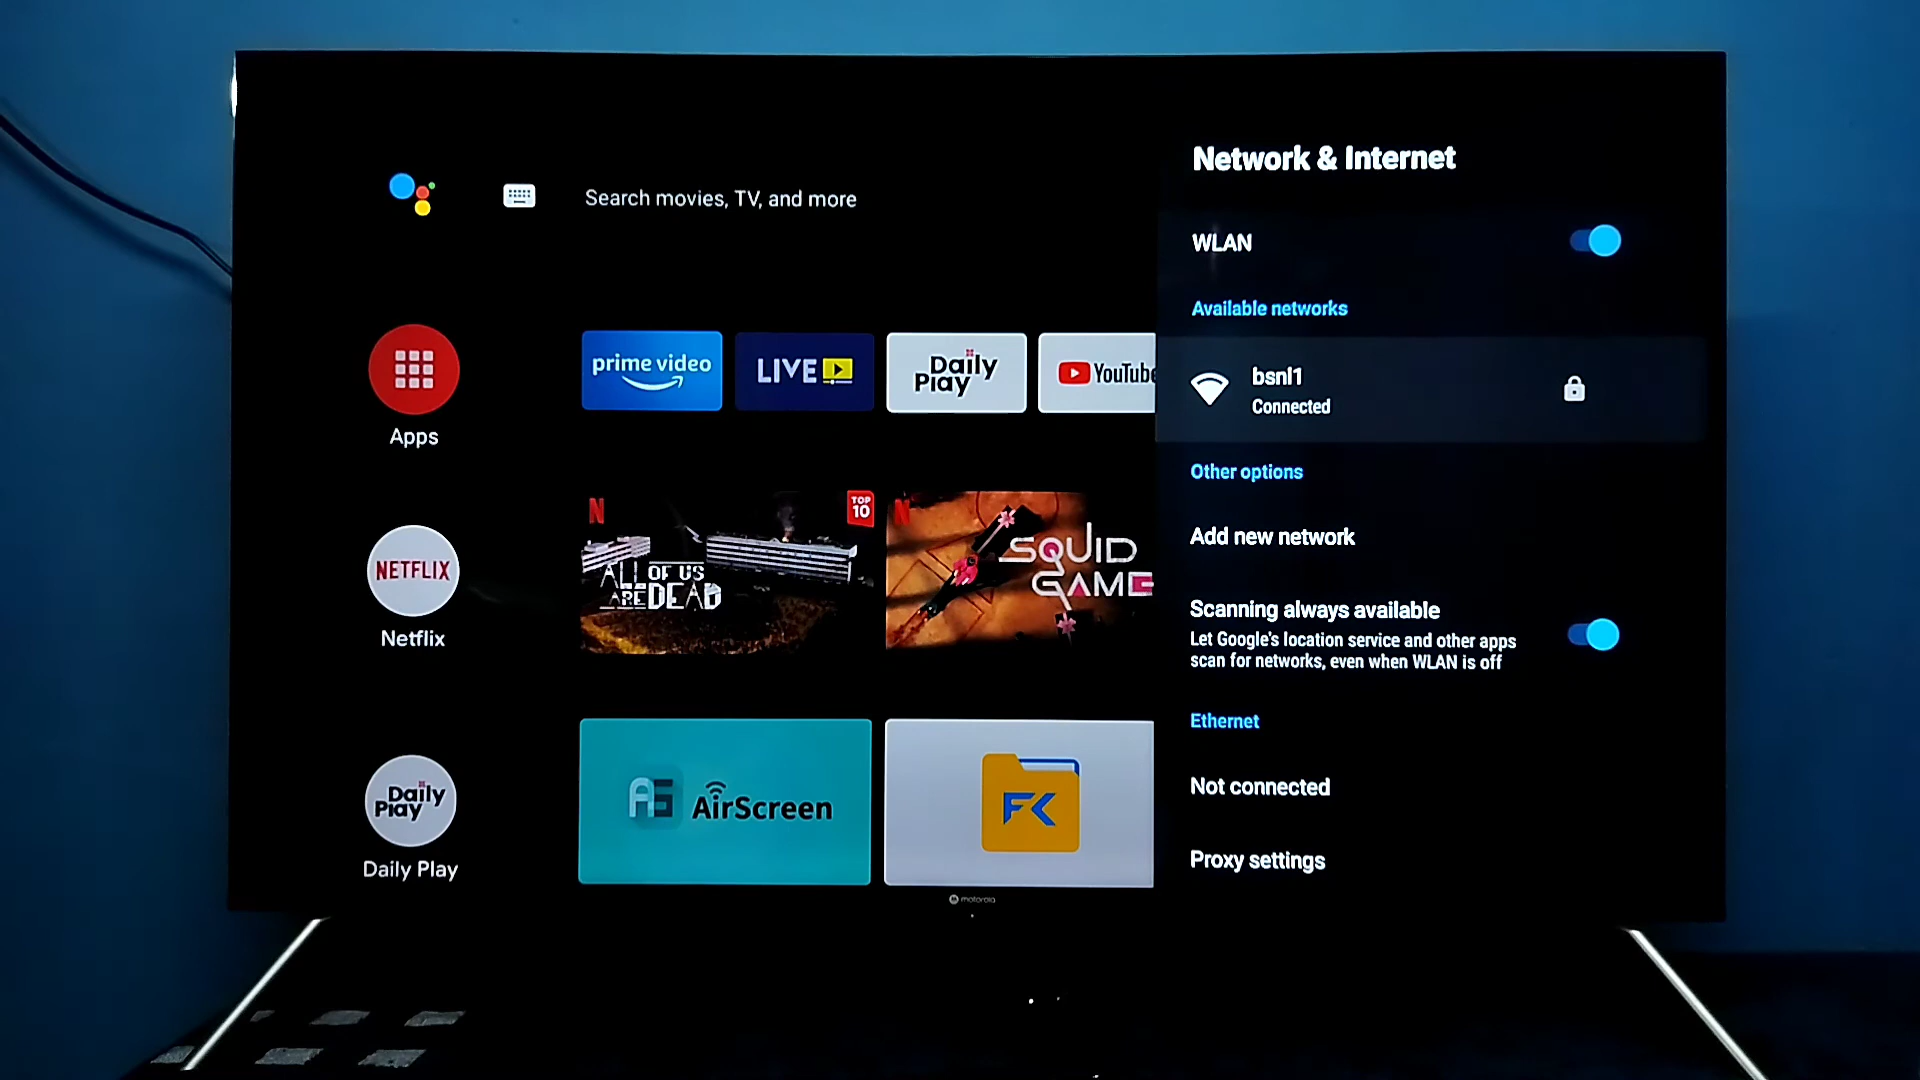 Search movies, TV, and more
Apps
prime video
LIVE
Daily
Play
YouTube
NETFLIX
Netflix
N
ALL OF US
ARE DEAD
TOP
10
N
SQUID
GAME
Daily
Play
Daily Play
AS AirScreen
FK
motorola
Network & Internet
WLAN
Available networks
bsnl1
Connected
Other options
Add new network
Scanning always available
Let Google's location service and other apps
scan for networks, even when WLAN is off
Ethernet
Not connected
Proxy settings